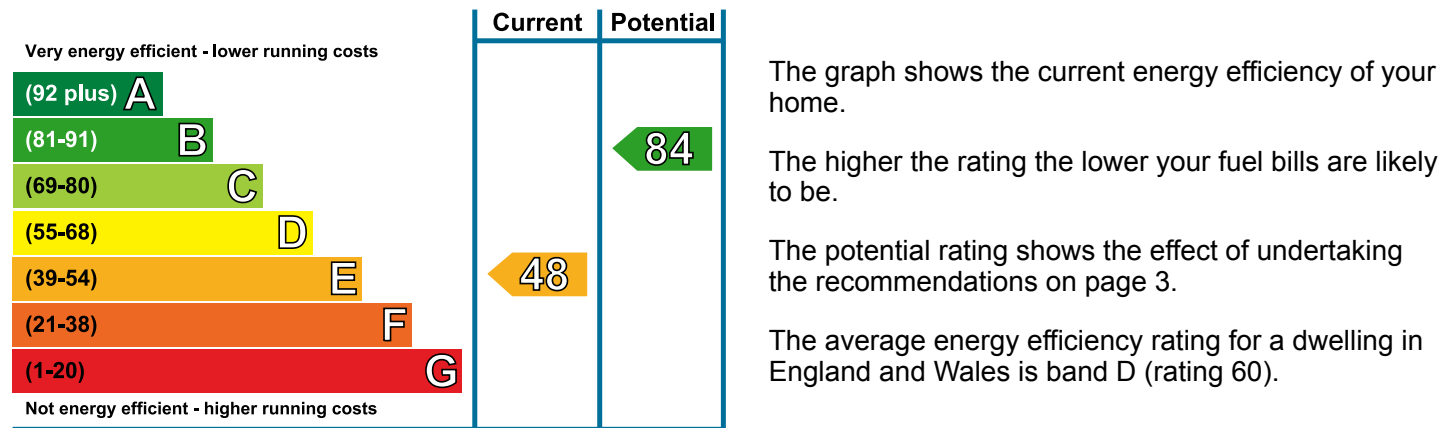 Current Potential
Very energy efficient - lower running costs
(92 plus) A
(81-91) B
84
(69-80) C
(55-68) D
(39-54) E
48
(21-38) F
(1-20) G
Not energy efficient - higher running costs
The graph shows the current energy efficiency of your
home.
The higher the rating the lower your fuel bills are likely
to be.
The potential rating shows the effect of undertaking
the recommendations on page 3.
The average energy efficiency rating for a dwelling in
England and Wales is band D (rating 60).